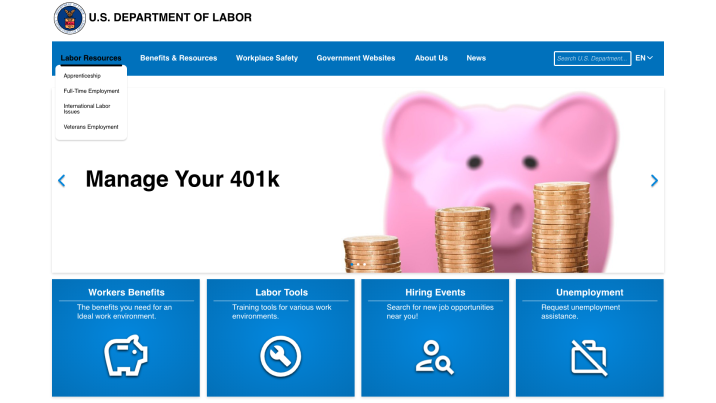 U.S. DEPARTMENT OF LABOR
Labor Resources
Benefits & Resources
Workplace Safety
Government Websites
About Us
News
Search U.S. Department...
EN
Apprenticeship
Full-Time Employment
International Labor
Issues
Veterans Employment
Manage Your 401k
Workers Benefits
The benefits you need for an
Ideal work environment.
Labor Tools
Training tools for various work
environments.
Hiring Events
Search for new job opportunities
near you!
Unemployment
Request unemployment
assistance.